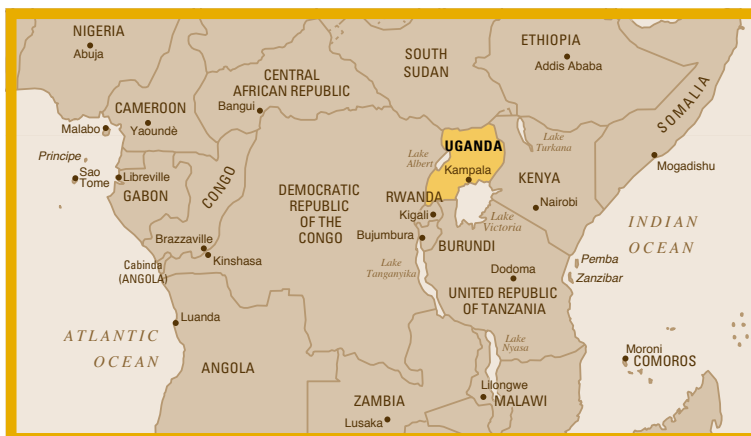 NIGERIA
Abuja
SOUTH
SUDAN
ETHIOPIA
Addis Ababa
CENTRAL
AFRICAN REPUBLIC
Bangui
SOMALIA
CAMEROON
Malabo
Yaoundè
UGANDA
Lake
Albert
Kampala
Lake
Turkana
Mogadishu
Principe
Sao
Tome
Libreville
GABON
CONGO
DEMOCRATIC
REPUBLIC
OF THE
CONGO
RWANDA
Kigali
KENYA
Nairobi
Lake
Victoria
INDIAN
OCEAN
Brazzaville
Kinshasa
Bujumbura
BURUNDI
Cabinda
(ANGOLA)
Lake
Tanganyika
Dodoma
Pemba
Zanzibar
UNITED REPUBLIC
OF TANZANIA
Luanda
ATLANTIC
OCEAN
Lake
Nyasa
Moroni
COMOROS
ANGOLA
Lilongwe
MALAWI
ZAMBIA
Lusaka